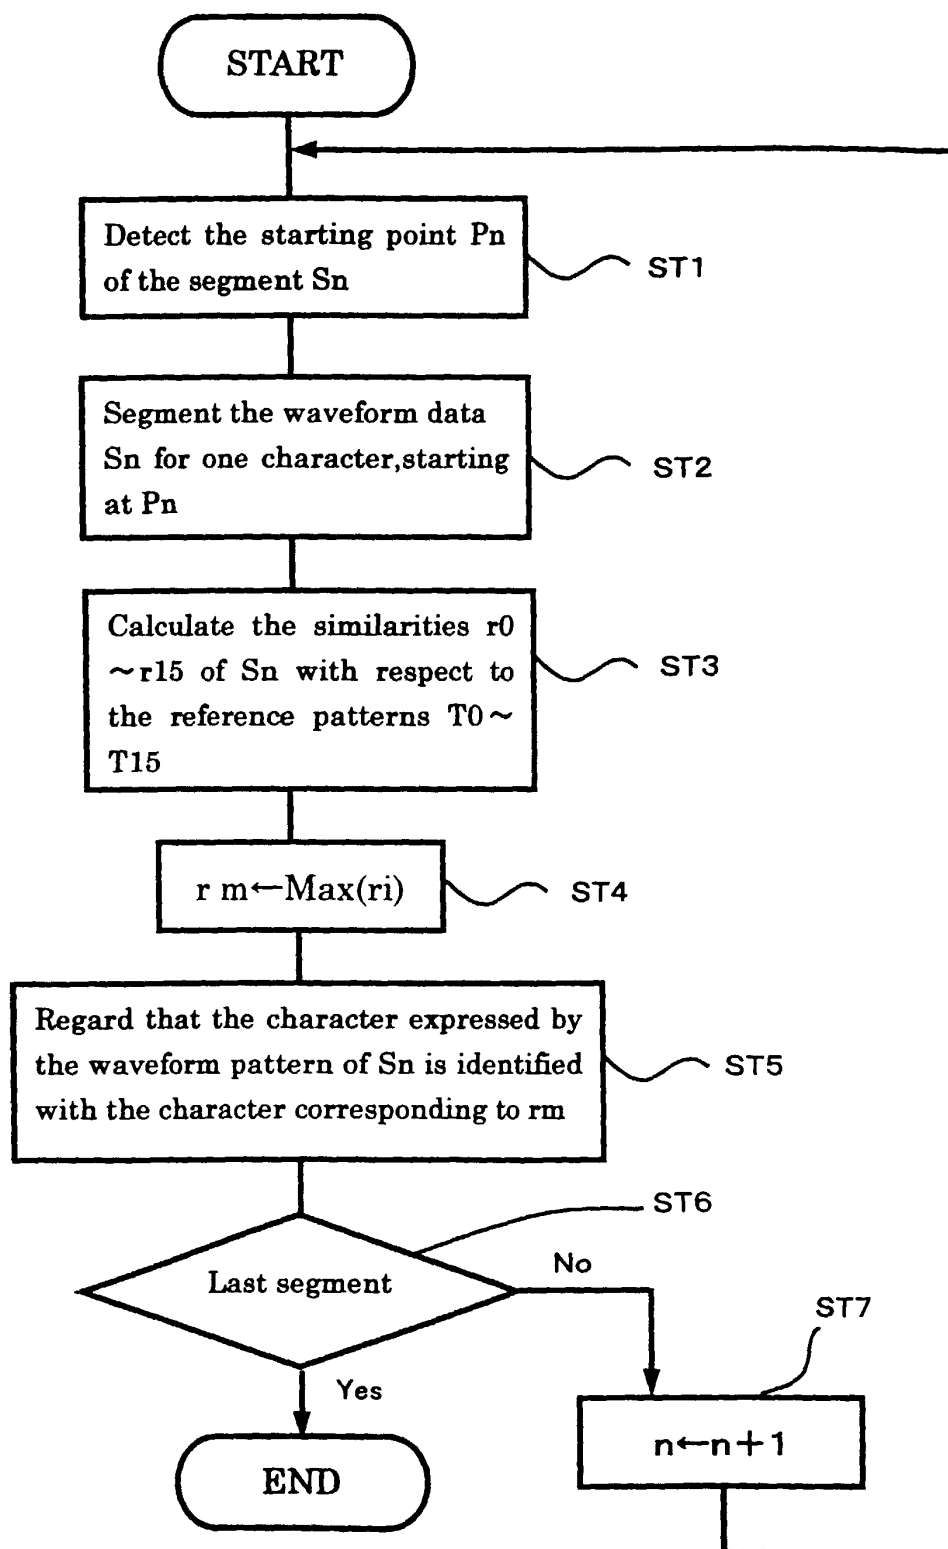 START
Detect the starting point Pn
of the segment Sn
ST1
Segment the waveform data
Sn for one character,starting
at Pn
ST2
Calculate the similarities r0
~r15 of Sn with respect to
the reference patterns T0~
T15
ST3
r m←Max(ri)
ST4
Regard that the character expressed by
the waveform pattern of Sn is identified
with the character corresponding to rm
ST5
ST6
Last segment
No
ST7
Yes
n←n+1
END